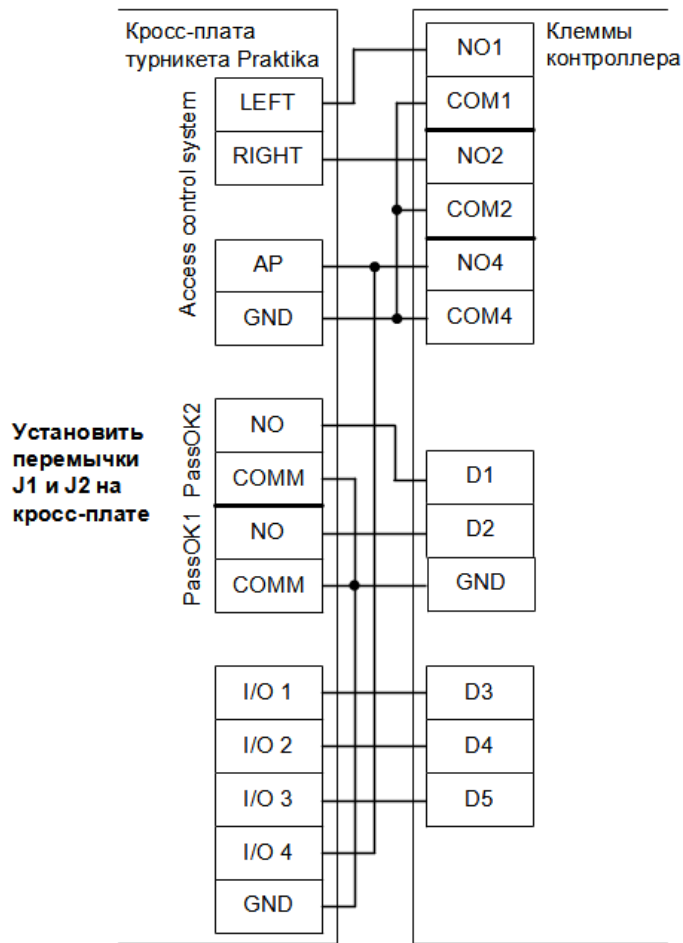 Кросс-плата
турникета Praktika
Клеммы
контроллера
Access control system
LEFT
RIGHT
AP
GND
NO1
COM1
NO2
COM2
NO4
COM4
Установить
перемычки
J1 и J2 на
кросс-плате
PassOK2
NO
COMM
PassOK1
NO
COMM
D1
D2
GND
I/O 1
I/O 2
I/O 3
I/O 4
GND
D3
D4
D5